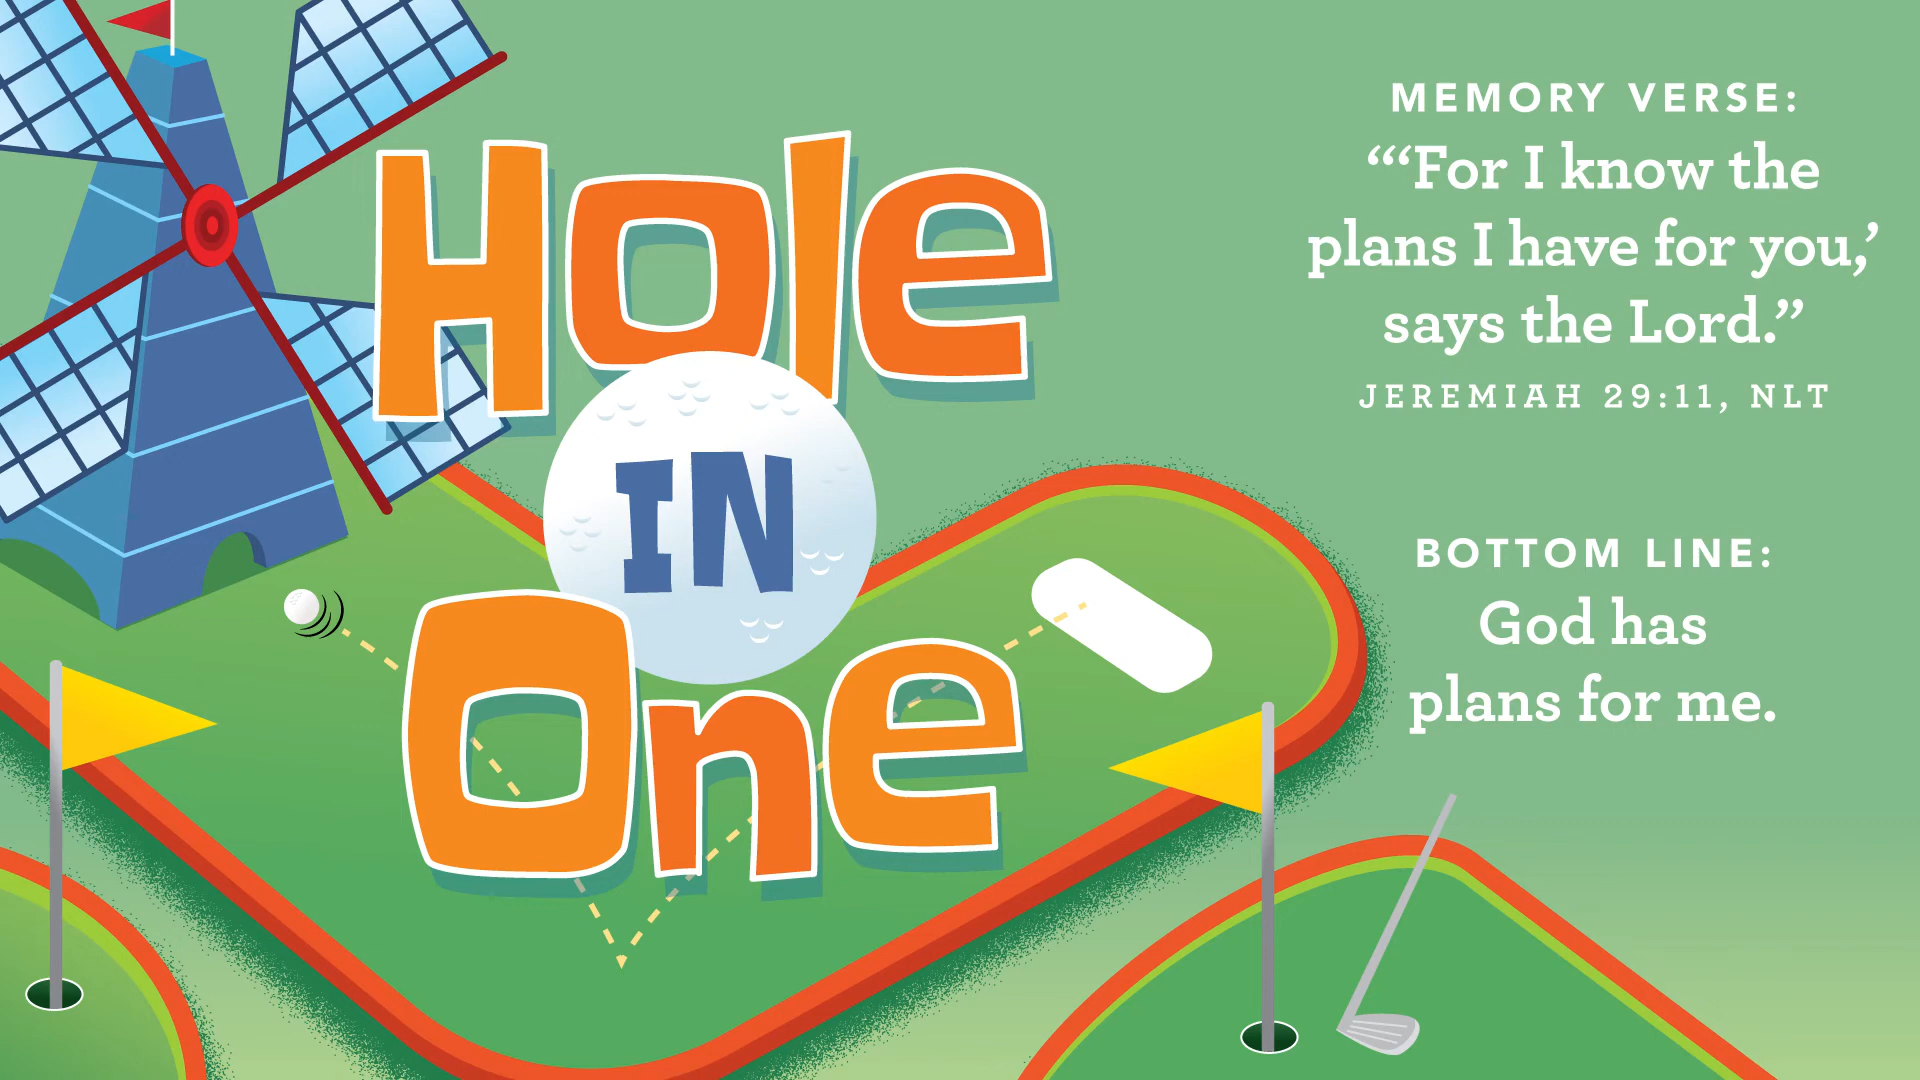 Hole
IN
One
MEMORY VERSE:
“‘“For I know the
plans I have for you,’
says the Lord.”
JEREMIAH 29:11, NLT
BOTTOM LINE:
God has
plans for me.